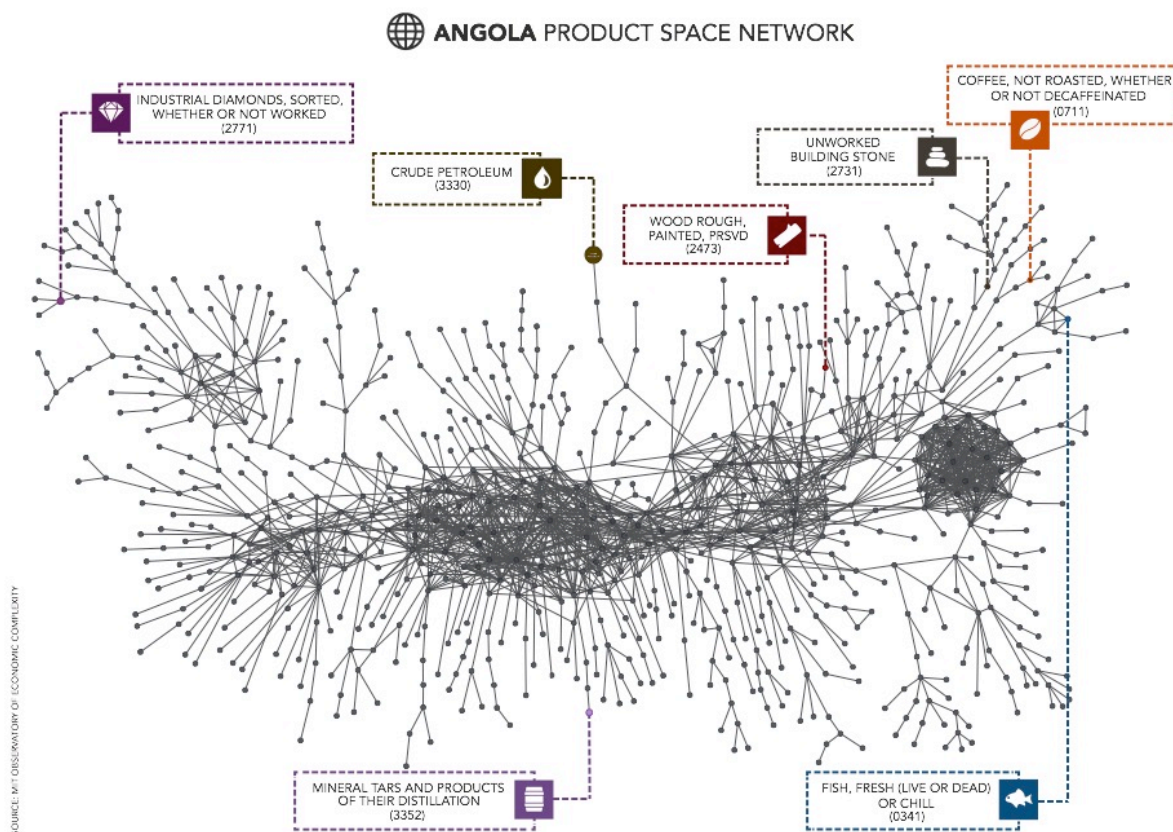 ANGOLA PRODUCT SPACE NETWORK
INDUSTRIAL DIAMONDS, SORTED,
WHETHER OR NOT WORKED
(2771)
CRUDE PETROLEUM
(3330)
WOOD ROUGH,
PAINTED, PRSVD
(2473)
UNWORKED
BUILDING STONE
(2731)
COFFEE, NOT ROASTED, WHETHER
OR NOT DECAFFEINATED
(0711)
MINERAL TARS AND PRODUCTS
OF THEIR DISTILLATION
(3352)
FISH, FRESH (LIVE OR DEAD)
OR CHILL
(0341)
SOURCE: MIT OBSERVATORY OF ECONOMIC COMPLEXITY